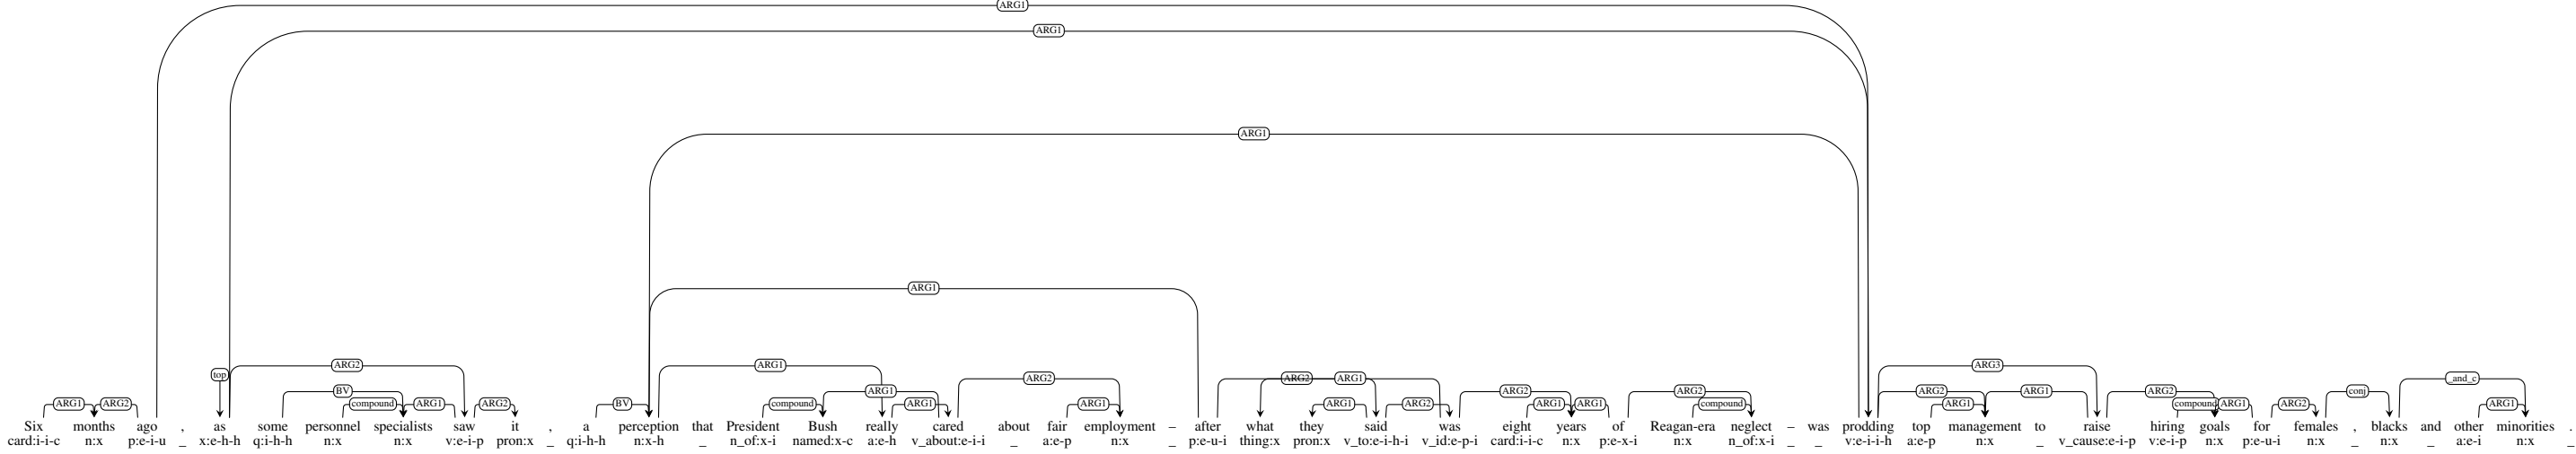 ARG1
ARG1
ARG1
ARG1
top ARG2 ARG1 ARG3
BV ARG1 ARG2 ARG2 ARG1 ARG2 ARG2 ARG2 ARG1 ARG2 conj _and_c
ARG1 ARG2 compound ARG1 ARG2 BV compound ARG1 ARG1 ARG1 ARG2 ARG1 ARG1 compound ARG1 compound ARG1 ARG2 ARG1
Six months ago , as some personnel specialists saw it , a perception that President Bush really cared about fair employment – after what they said was eight years of Reagan-era neglect – was prodding top management to raise hiring goals for females , blacks and other minorities .
card:i-i-c n:x p:e-i-u _ x:e-h-h q:i-h-h n:x n:x v:e-i-p pron:x _ q:i-h-h n:x-h _ n_of:x-i named:x-c a:e-h v_about:e-i-i _ a:e-p n:x _ p:e-u-i thing:x pron:x v_to:e-i-h-i v_id:e-p-i card:i-i-c n:x p:e-x-i n:x n_of:x-i _ _ v:e-i-i-h a:e-p n:x _ v_cause:e-i-p v:e-i-p n:x p:e-u-i n:x _ n:x _ a:e-i n:x _